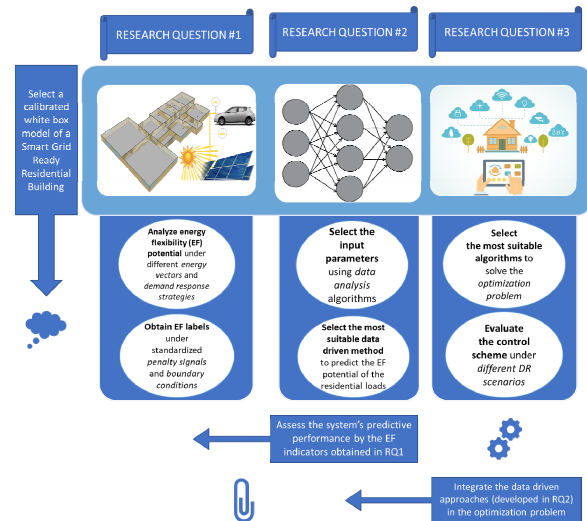 RESEARCH QUESTION #1
RESEARCH QUESTION #2
RESEARCH QUESTION #3
Select a
calibrated
white box
model of a
Smart Grid
Ready
Residential
Building
Analyze energy
flexibility (EF)
potential under
different energy
vectors and
demand response
strategies
Obtain EF labels
under
standardized
penalty signals
and boundary
conditions
Select the
input
parameters
using data
analysis
algorithms
Select the most
suitable data
driven method
to predict the EF
potential of the
residential loads
Select
the most suitable
algorithms to
solve the
optimization
problem
Evaluate
the control
scheme under
different DR
scenarios
Assess the system's predictive
performance by the EF
indicators obtained in RQ1
Integrate the data driven
approaches (developed in RQ2)
in the optimization problem